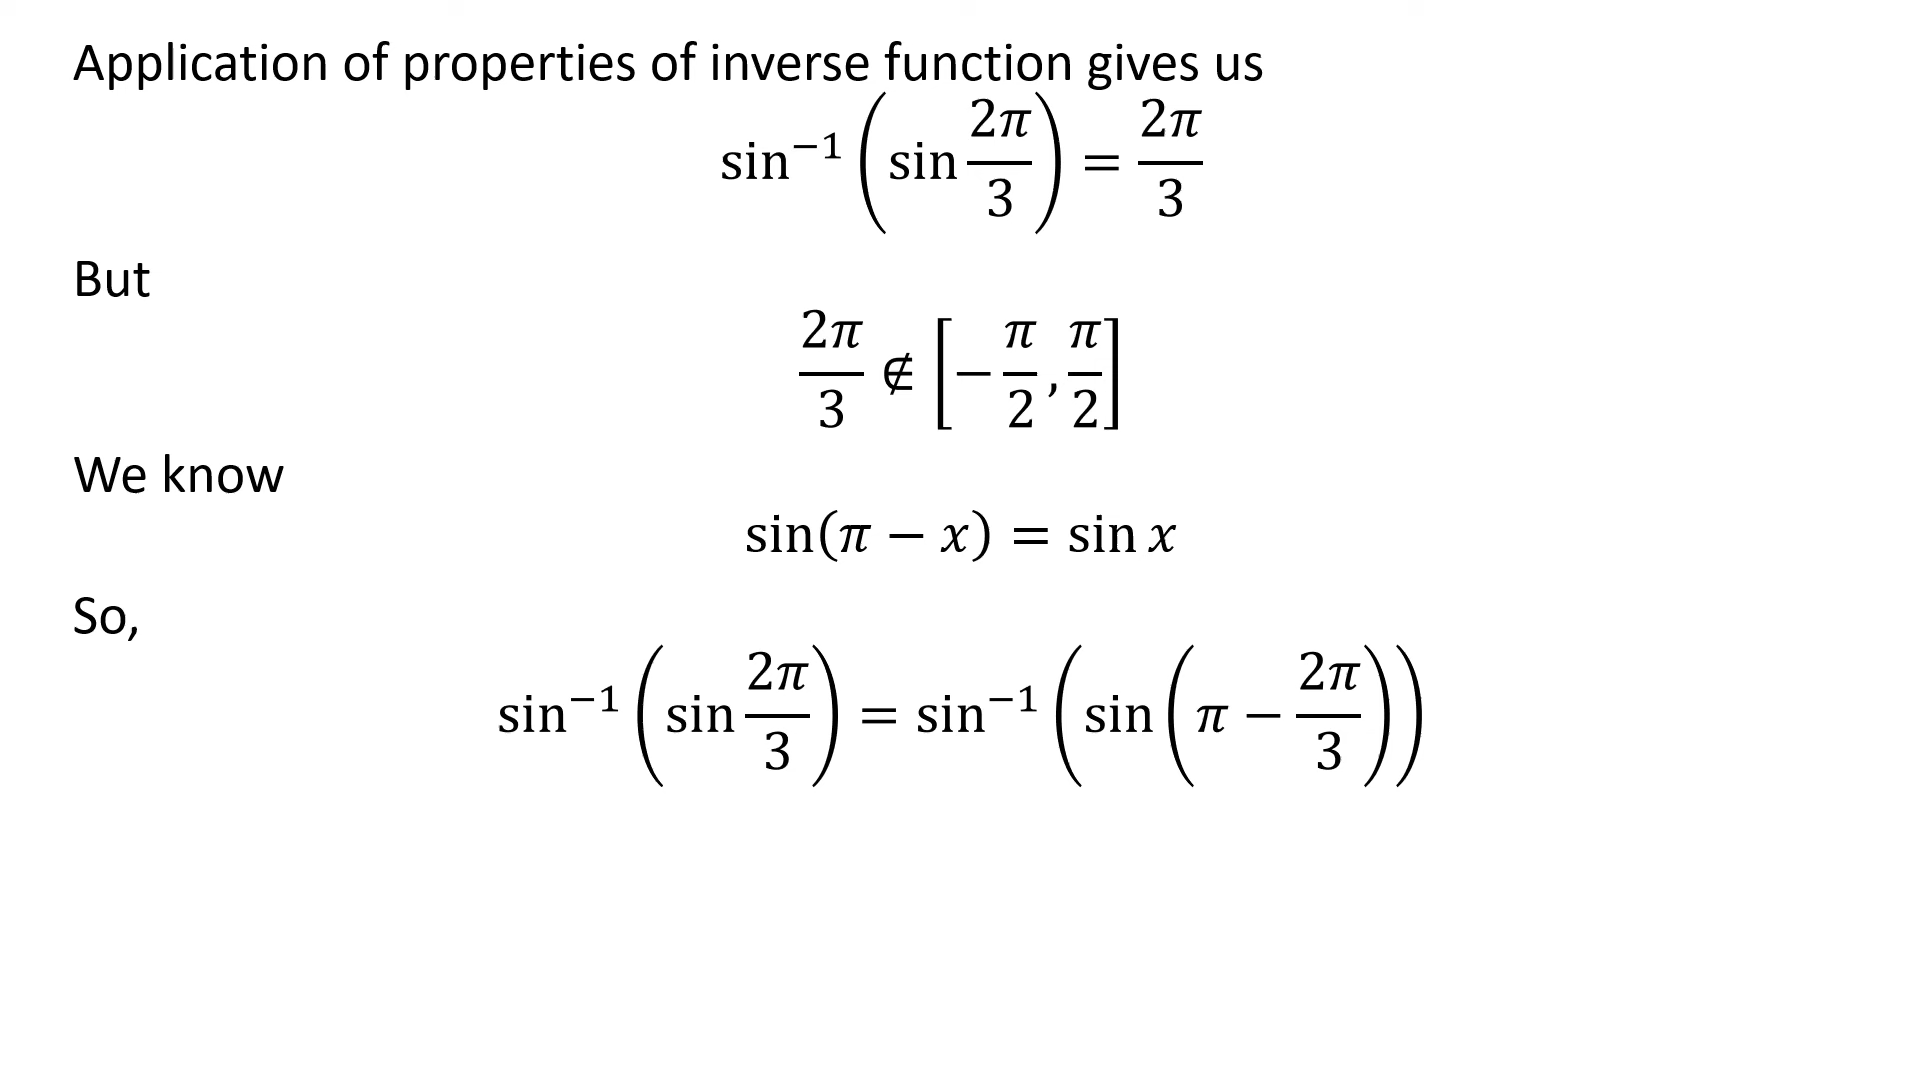 Application of properties of inverse function gives us
sin⁻¹(sin 2π/3) = 2π/3
But
2π/3 ∉ [−π/2, π/2]
We know
sin(π − x) = sin x
So,
sin⁻¹(sin 2π/3) = sin⁻¹(sin(π − 2π/3))